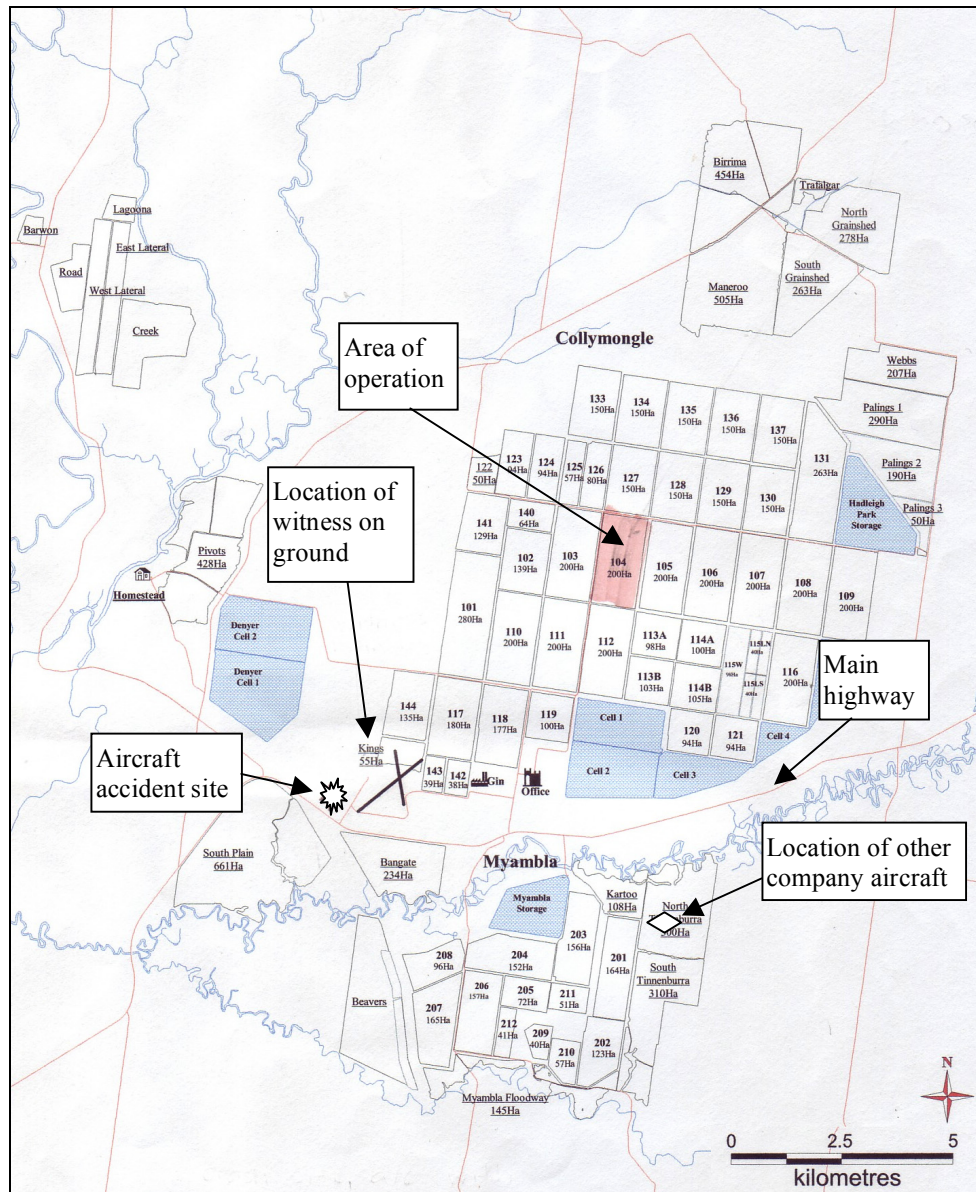 Birrima
454Ha
Trafalgar
North
Grainshed
278Ha
South
Grainshed
263Ha
Maneroo
505Ha
Lagoona
Barwon
East Lateral
Road
West Lateral
Creek
Area of
operation
Collymongle
Webbs
207Ha
Palings 1
290Ha
Palings 2
190Ha
Palings 3
50Ha
Hadleigh
Park
Storage
133
150Ha
134
150Ha
135
150Ha
136
150Ha
137
150Ha
131
263Ha
122
50Ha
123
94Ha
124
94Ha
125
57Ha
126
80Ha
127
150Ha
128
150Ha
129
150Ha
130
150Ha
Location of
witness on
ground
141
129Ha
140
64Ha
102
139Ha
103
200Ha
104
200Ha
105
200Ha
106
200Ha
107
200Ha
108
200Ha
109
200Ha
Pivots
428Ha
Homestead
101
280Ha
110
200Ha
111
200Ha
112
200Ha
113A
98Ha
114A
100Ha
113B
103Ha
114B
105Ha
115W
96Ha
115LN
40Ha
115LS
40Ha
116
200Ha
Main
highway
Denyer
Cell 2
Denyer
Cell 1
144
135Ha
117
180Ha
118
177Ha
119
100Ha
Cell 1
Cell 2
Cell 3
Cell 4
120
94Ha
121
94Ha
Kings
55Ha
143
39Ha
142
38Ha
Gin
Office
Aircraft
accident site
South Plain
661Ha
Bangate
234Ha
Myambla
Location of other
company aircraft
Myambla
Storage
Kartoo
108Ha
North
203
156Ha
201
164Ha
South
Tinnenburra
310Ha
208
96Ha
204
152Ha
Beavers
207
165Ha
206
157Ha
205
72Ha
211
51Ha
212
41Ha
209
40Ha
210
57Ha
202
123Ha
Myambla Floodway
145Ha
N
0 2.5 5
kilometres